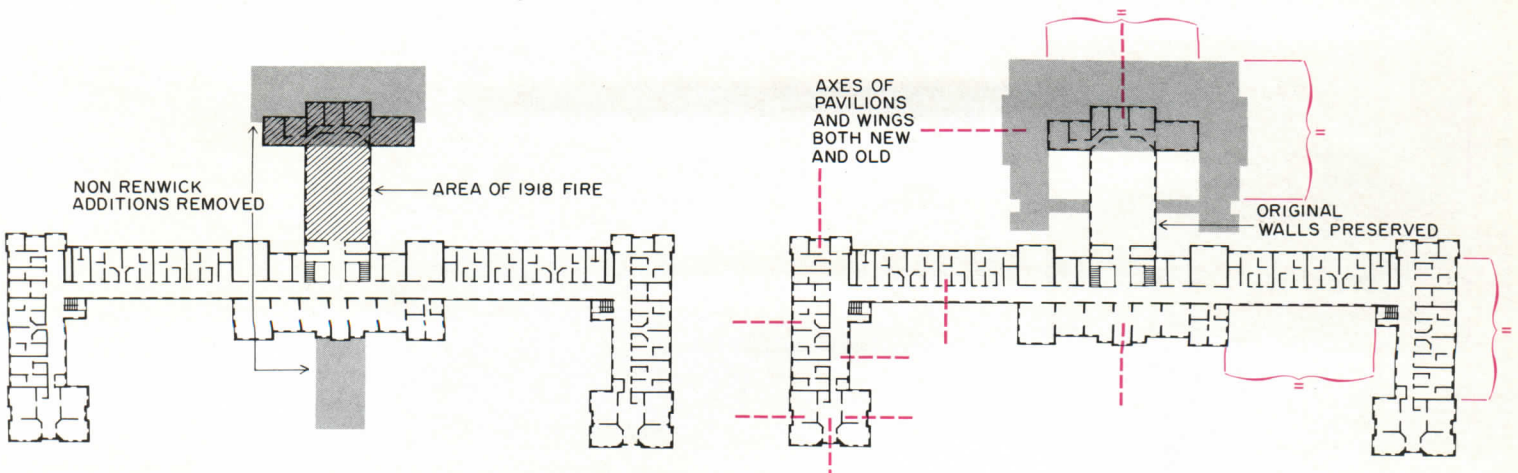 NON RENWICK
ADDITIONS REMOVED
AREA OF 1918 FIRE
AXES OF
PAVILIONS
AND WINGS
BOTH NEW
AND OLD
ORIGINAL
WALLS PRESERVED
=
=
=
=